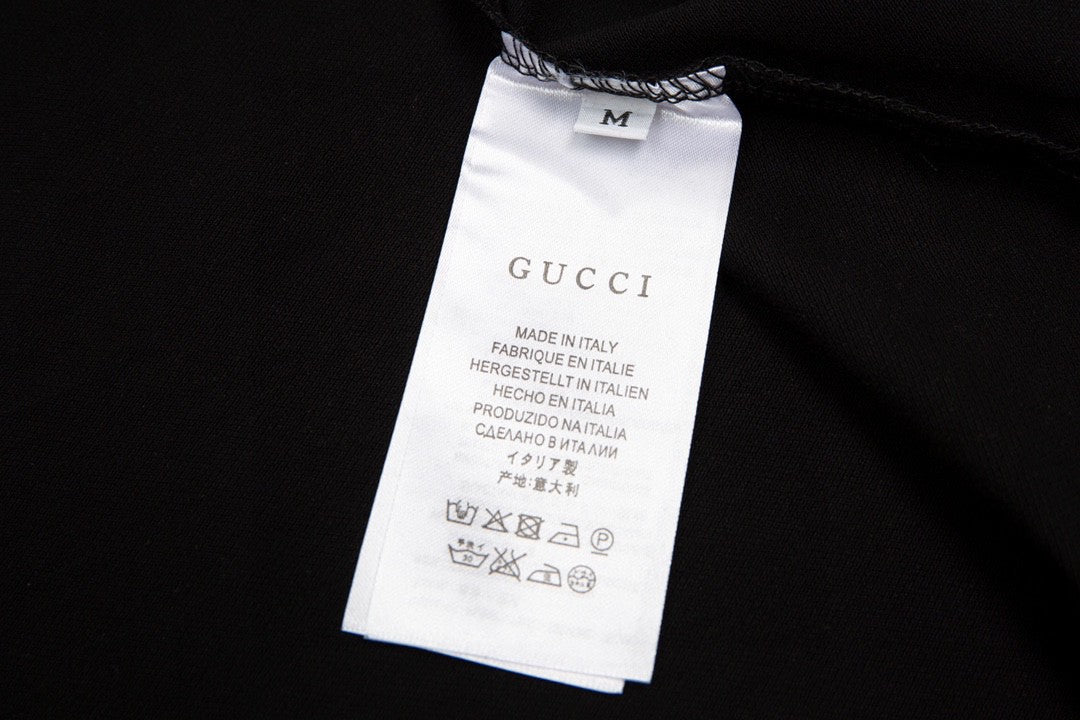 M
GUCCI
MADE IN ITALY
FABRIQUE EN ITALIE
HERGESTELLT IN ITALIEN
HECHO EN ITALIA
PRODUZIDO NA ITALIA
СДЕЛАНО В ИТАЛИИ
イタリア製
产地:意大利
P
30